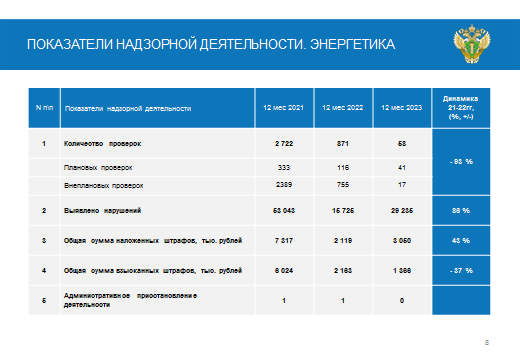 ПОКАЗАТЕЛИ НАДЗОРНОЙ ДЕЯТЕЛЬНОСТИ. ЭНЕРГЕТИКА
N п\п Показатели надзорной деятельности 12 мес 2021 12 мес 2022 12 мес 2023 Динамика 21-22гг, (%, +/-)
1 Количество проверок 2 722 871 58 - 93 %
Плановых проверок 333 116 41
Внеплановых проверок 2389 755 17
2 Выявлено нарушений 53 043 15 725 29 235 86 %
3 Общая сумма наложенных штрафов, тыс. рублей 7 317 2 119 3 050 43 %
4 Общая сумма взысканных штрафов, тыс. рублей 6 024 2 163 1 366 - 37 %
5 Административное приостановление деятельности 1 1 0
8